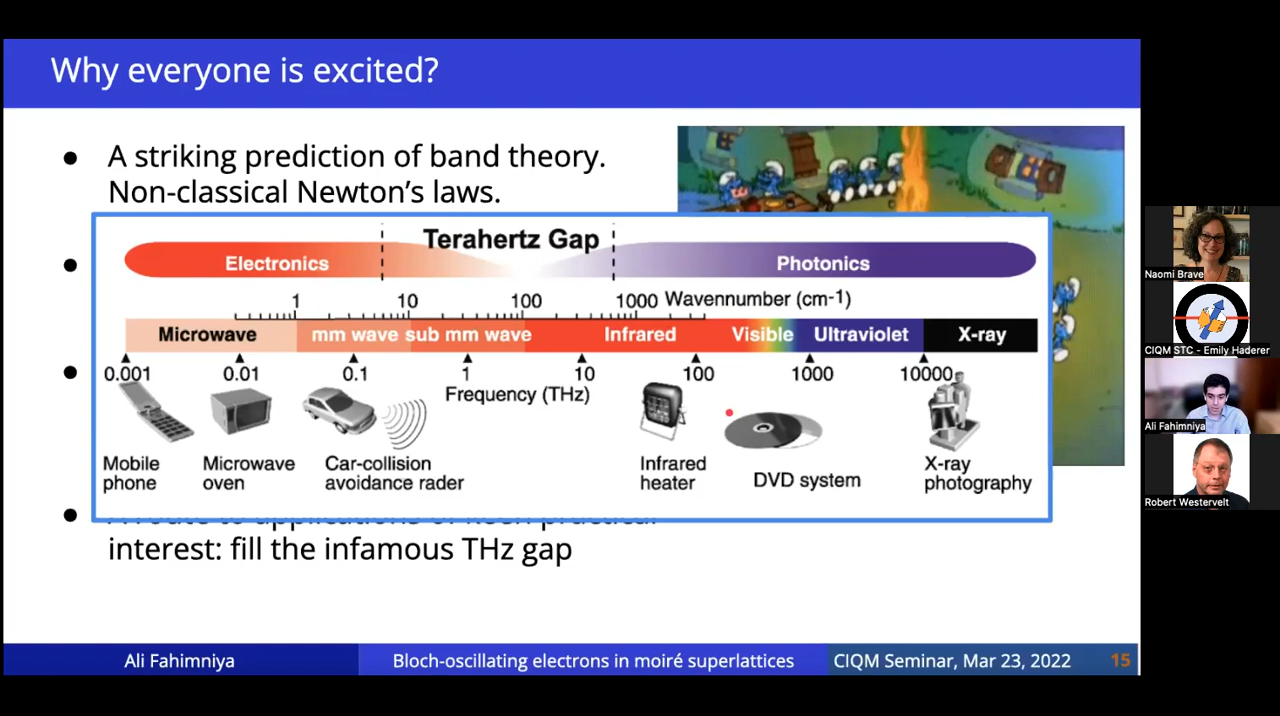 Why everyone is excited?
A striking prediction of band theory.
Non-classical Newton's laws.
Terahertz Gap
Electronics
Photonics
1 10 100 1000 Wavennumber (cm-1)
Microwave mm wave sub mm wave Infrared Visible Ultraviolet X-ray
0.001 0.01 0.1 1 10 100 1000 10000
Frequency (THz)
Mobile
phone
Microwave
oven
Car-collision
avoidance rader
Infrared
heater
DVD system
X-ray
photography
interest: fill the infamous THz gap
Ali Fahimniya
Bloch-oscillating electrons in moiré superlattices
CIQM Seminar, Mar 23, 2022
15
Naomi Brave
CIQM STC - Emily Haderer
Ali Fahimniya
Robert Westervelt